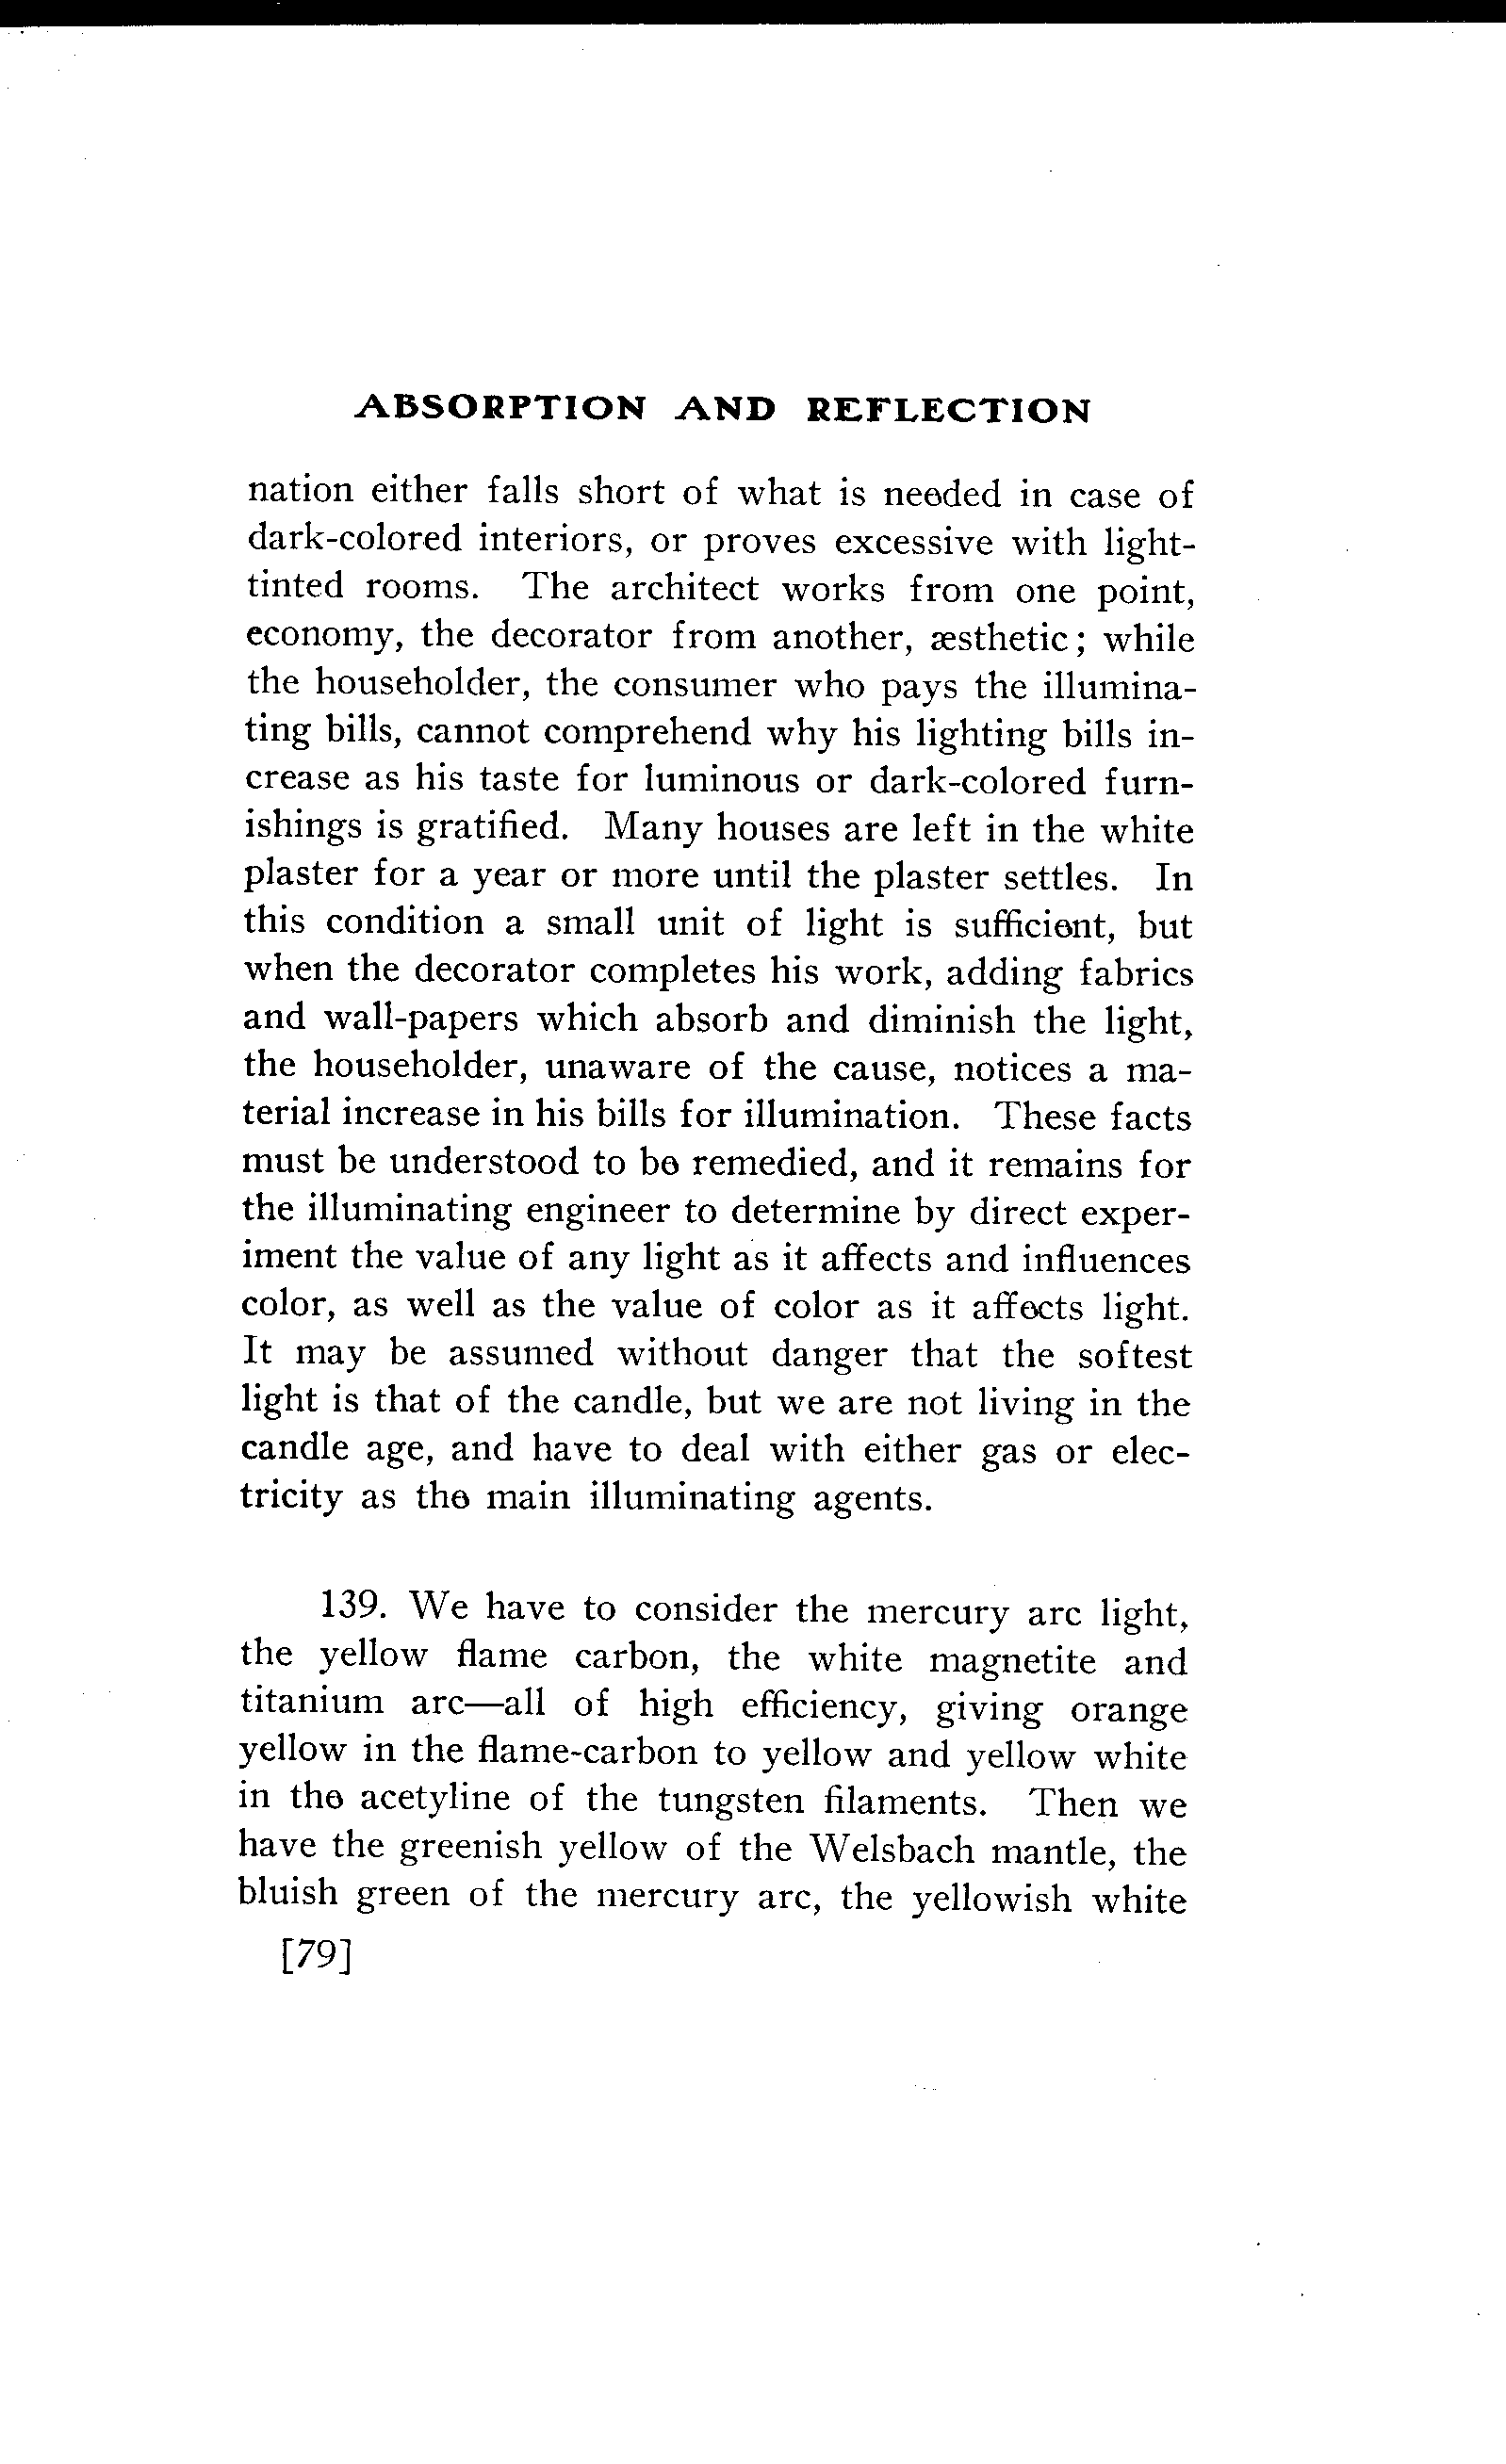 ABSORPTION AND REFLECTION
nation either falls short of what is needed in case of
dark-colored interiors, or proves excessive with light-
tinted rooms. The architect works from one point,
economy, the decorator from another, æsthetic; while
the householder, the consumer who pays the illumina-
ting bills, cannot comprehend why his lighting bills in-
crease as his taste for luminous or dark-colored furn-
ishings is gratified. Many houses are left in the white
plaster for a year or more until the plaster settles. In
this condition a small unit of light is sufficient, but
when the decorator completes his work, adding fabrics
and wall-papers which absorb and diminish the light,
the householder, unaware of the cause, notices a ma-
terial increase in his bills for illumination. These facts
must be understood to be remedied, and it remains for
the illuminating engineer to determine by direct exper-
iment the value of any light as it affects and influences
color, as well as the value of color as it affects light.
It may be assumed without danger that the softest
light is that of the candle, but we are not living in the
candle age, and have to deal with either gas or elec-
tricity as the main illuminating agents.
139. We have to consider the mercury arc light,
the yellow flame carbon, the white magnetite and
titanium arc—all of high efficiency, giving orange
yellow in the flame-carbon to yellow and yellow white
in the acetyline of the tungsten filaments. Then we
have the greenish yellow of the Welsbach mantle, the
bluish green of the mercury arc, the yellowish white
[79]